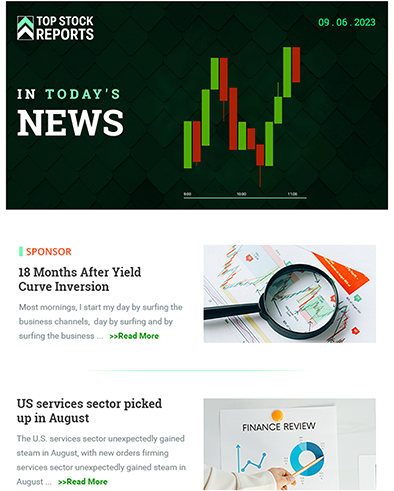 TOP STOCK
REPORTS
09.06.2023
IN TODAY'S
NEWS
9:00 10:00 11:00
SPONSOR
18 Months After Yield
Curve Inversion
Most mornings, I start my day by surfing the
business channels, day by surfing and by
surfing the business ... >>Read More
US services sector picked
up in August
The U.S. services sector unexpectedly gained
steam in August, with new orders firming
services sector unexpectedly gained steam in
August ... >>Read More
FINANCE REVIEW